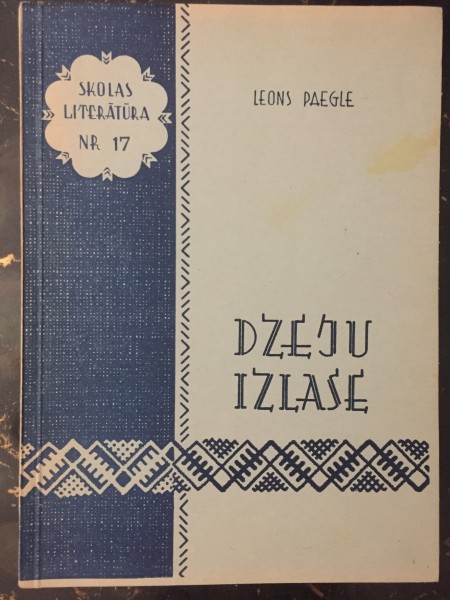 SKOLAS
LITERĀTŪRA
NR 17
LEONS PAEGLE
DZEJU
IZLASE